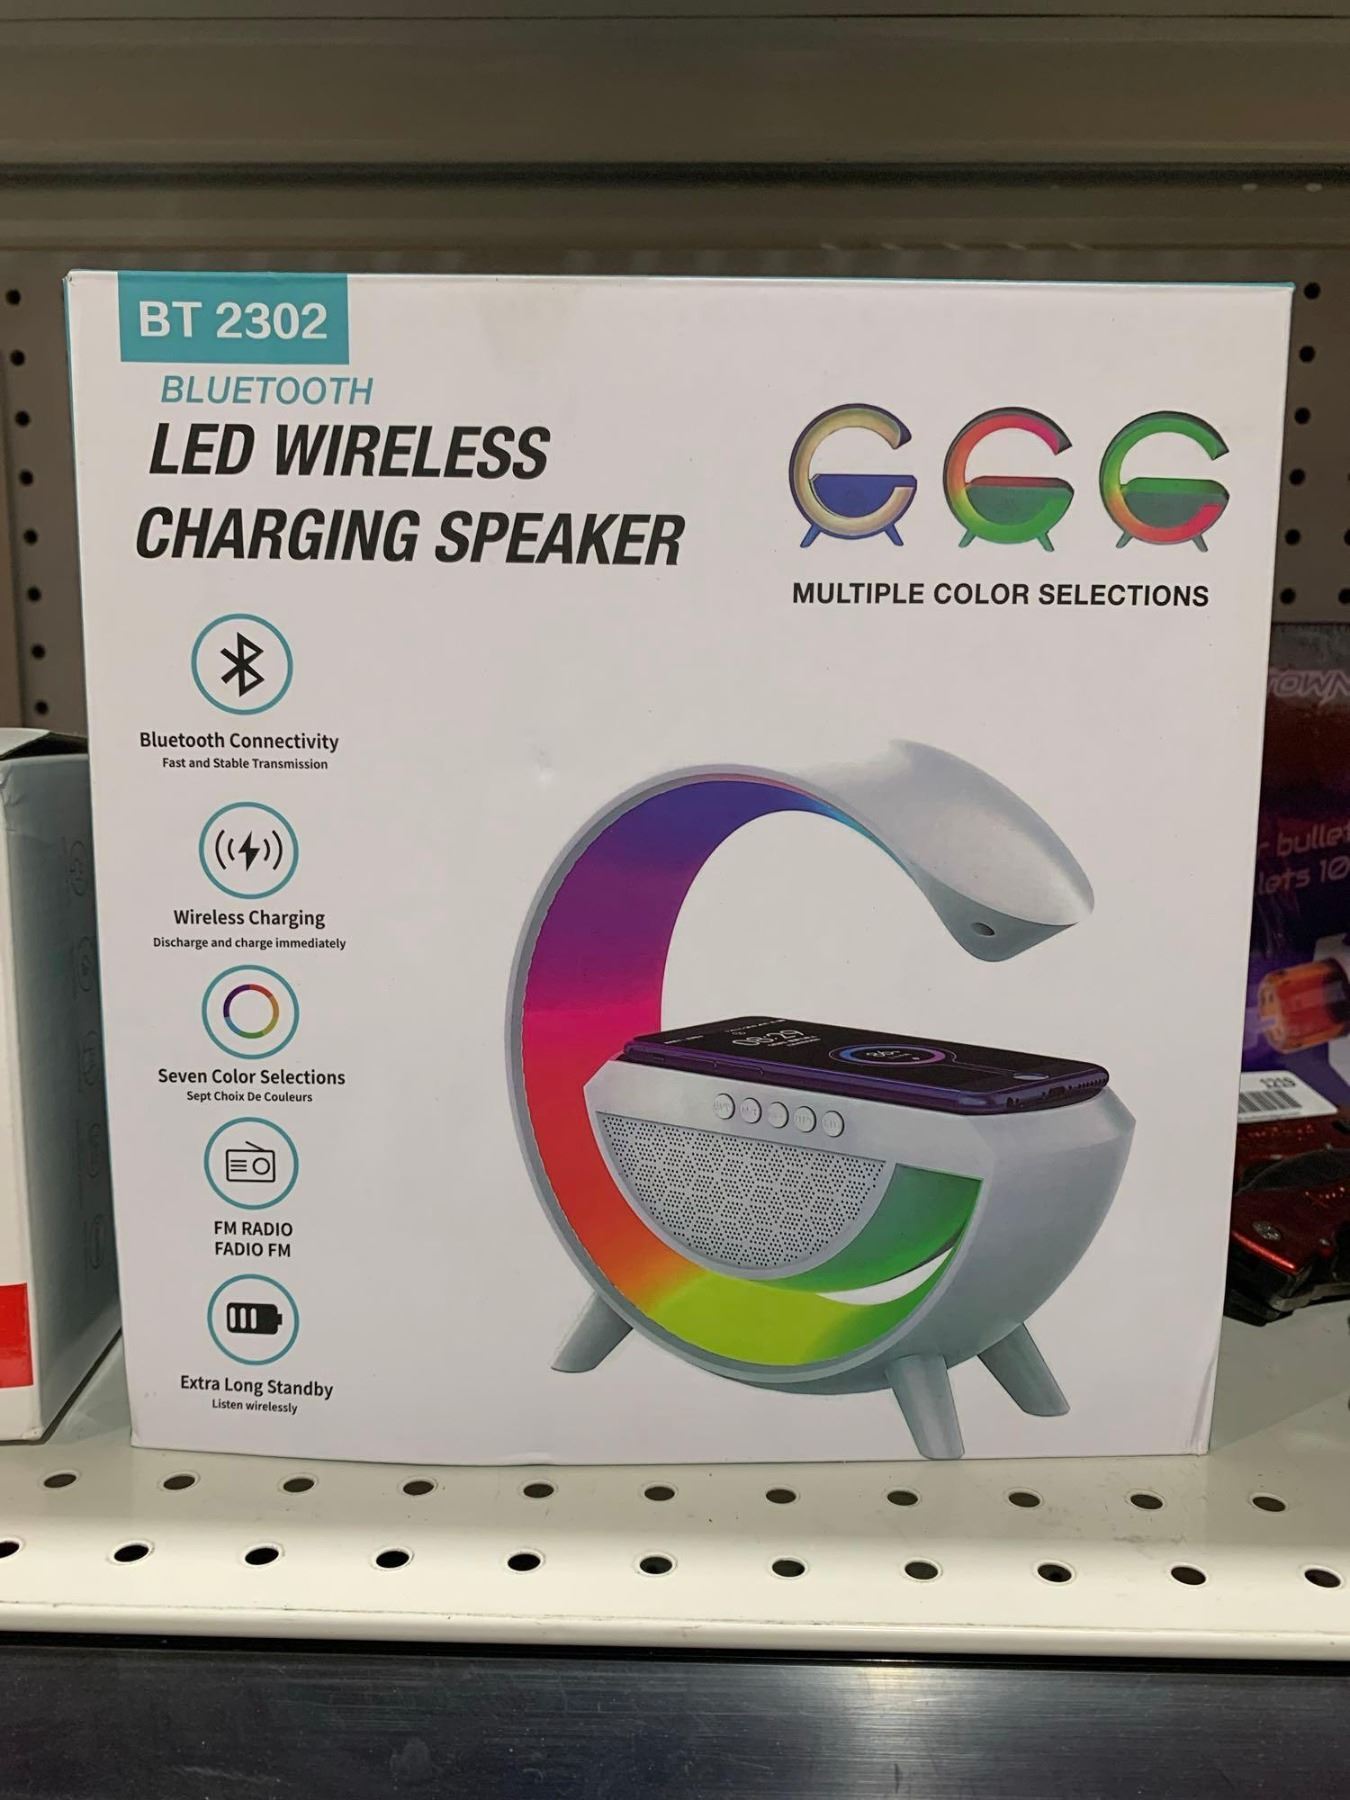 BT 2302
BLUETOOTH
LED WIRELESS
CHARGING SPEAKER
MULTIPLE COLOR SELECTIONS
Bluetooth Connectivity
Fast and Stable Transmission
Wireless Charging
Discharge and charge immediately
Seven Color Selections
Sept Choix De Couleurs
FM RADIO
FADIO FM
Extra Long Standby
Listen wirelessly
08:29